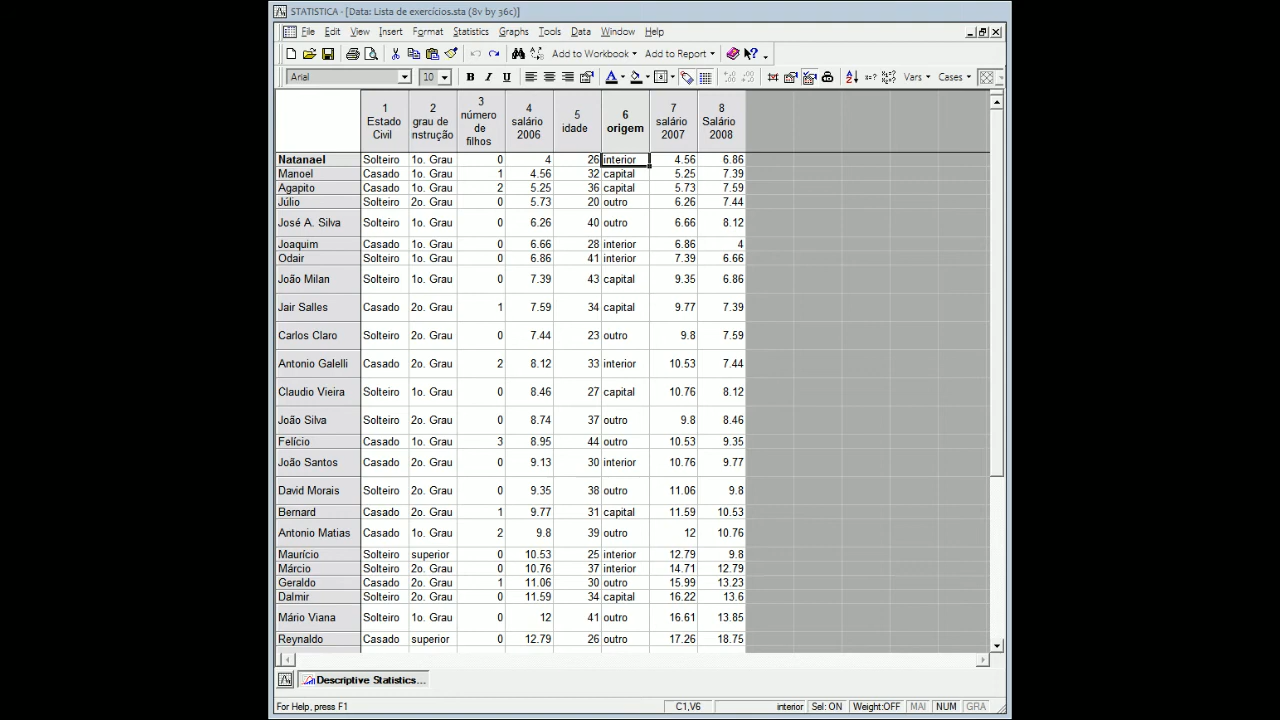 STATISTICA - [Data: Lista de exercícios.sta (8v by 36c)]
File Edit View Insert Format Statistics Graphs Tools Data Window Help
Add to Workbook Add to Report
Arial 10 B I U A Vars Cases
1 Estado Civil 2 grau de nstrução 3 número de filhos 4 salário 2006 5 idade 6 origem 7 salário 2007 8 Salário 2008
Natanael Solteiro 1o. Grau 0 4 26 interior 4.56 6.86
Manoel Casado 1o. Grau 1 4.56 32 capital 5.25 7.39
Agapito Casado 1o. Grau 2 5.25 36 capital 5.73 7.59
Júlio Solteiro 2o. Grau 0 5.73 20 outro 6.26 7.44
José A. Silva Solteiro 1o. Grau 0 6.26 40 outro 6.66 8.12
Joaquim Casado 1o. Grau 0 6.66 28 interior 6.86 4
Odair Solteiro 1o. Grau 0 6.86 41 interior 7.39 6.66
João Milan Solteiro 1o. Grau 0 7.39 43 capital 9.35 6.86
Jair Salles Casado 2o. Grau 1 7.59 34 capital 9.77 7.39
Carlos Claro Solteiro 2o. Grau 0 7.44 23 outro 9.8 7.59
Antonio Galelli Casado 2o. Grau 2 8.12 33 interior 10.53 7.44
Claudio Vieira Solteiro 1o. Grau 0 8.46 27 capital 10.76 8.12
João Silva Solteiro 2o. Grau 0 8.74 37 outro 9.8 8.46
Felício Casado 1o. Grau 3 8.95 44 outro 10.53 9.35
João Santos Casado 2o. Grau 0 9.13 30 interior 10.76 9.77
David Morais Solteiro 2o. Grau 0 9.35 38 outro 11.06 9.8
Bernard Casado 2o. Grau 1 9.77 31 capital 11.59 10.53
Antonio Matias Casado 1o. Grau 2 9.8 39 outro 12 10.76
Maurício Solteiro superior 0 10.53 25 interior 12.79 9.8
Márcio Solteiro 2o. Grau 0 10.76 37 interior 14.71 12.79
Geraldo Casado 2o. Grau 1 11.06 30 outro 15.99 13.23
Dalmir Solteiro 2o. Grau 0 11.59 34 capital 16.22 13.6
Mário Viana Solteiro 1o. Grau 0 12 41 outro 16.61 13.85
Reynaldo Casado superior 0 12.79 26 outro 17.26 18.75
Descriptive Statistics...
For Help, press F1 C1,V6 interior Sel: ON Weight:OFF MAI NUM GRA